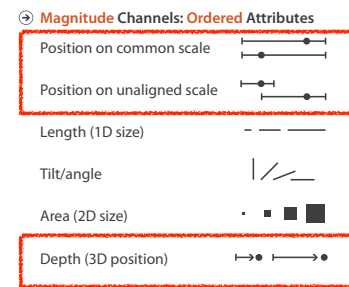 Magnitude Channels: Ordered Attributes
Position on common scale
Position on unaligned scale
Length (1D size)
Tilt/angle
Area (2D size)
Depth (3D position)